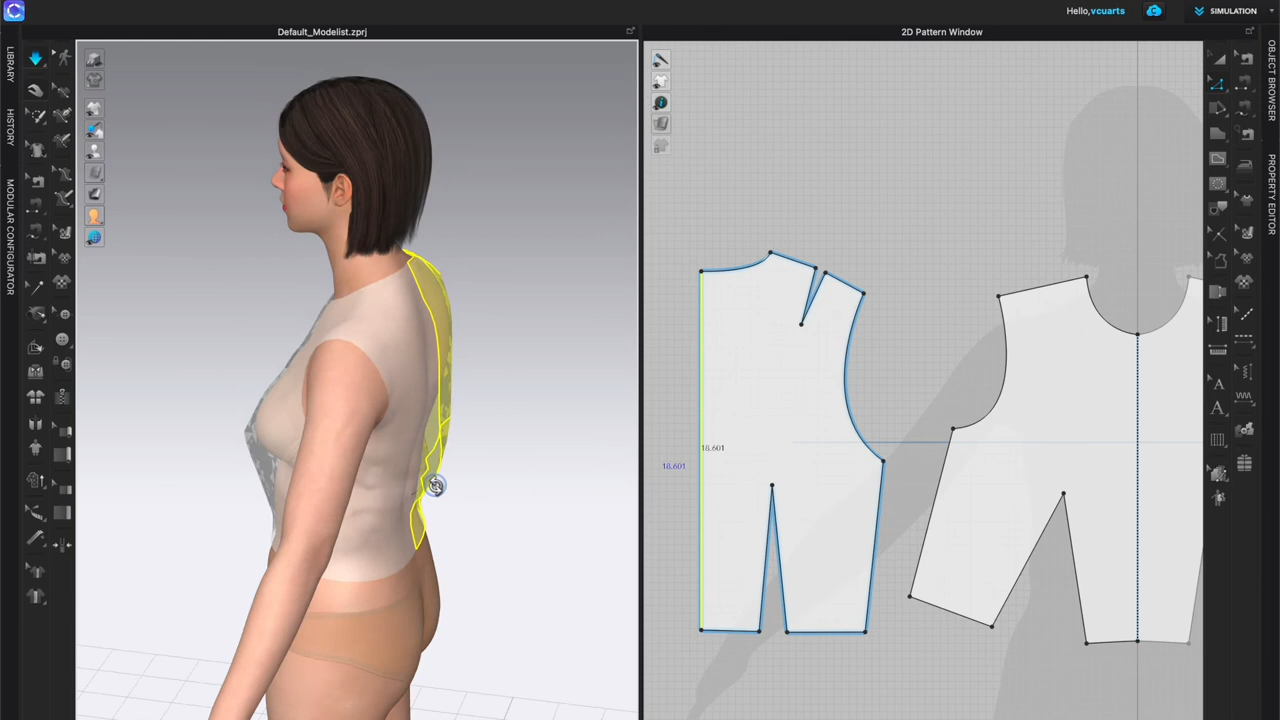 Hello,vcuarts
SIMULATION
Default_Modelist.zprj
2D Pattern Window
LIBRARY
HISTORY
MODULAR CONFIGURATOR
OBJECT BROWSER
PROPERTY EDITOR
18.601
18.601
A
A